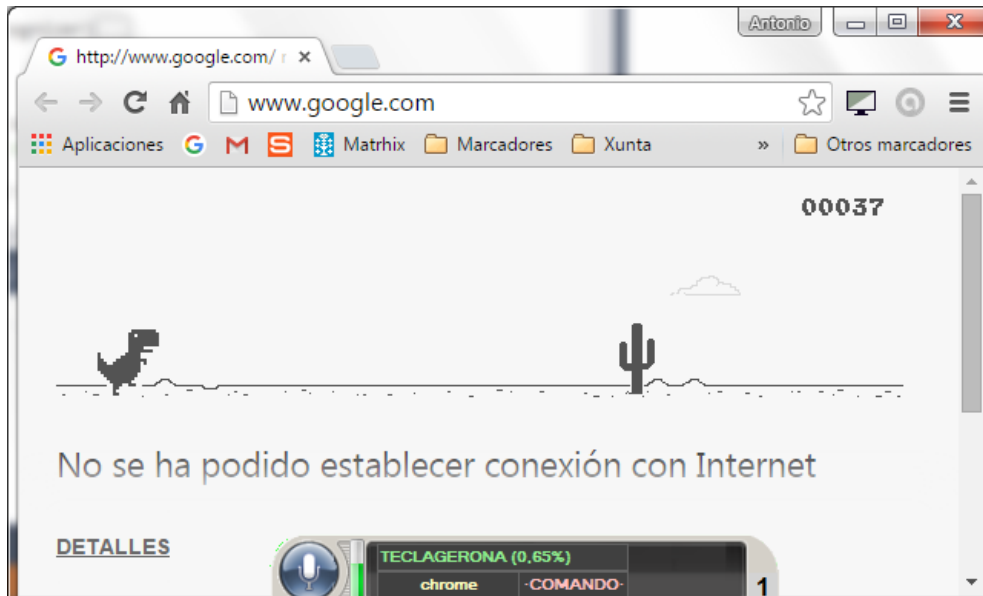 Antonio
http://www.google.com/
www.google.com
Aplicaciones Matrhix Marcadores Xunta » Otros marcadores
00037
No se ha podido establecer conexión con Internet
DETALLES
TECLAGERONA (0,65%)
chrome -COMANDO-
1